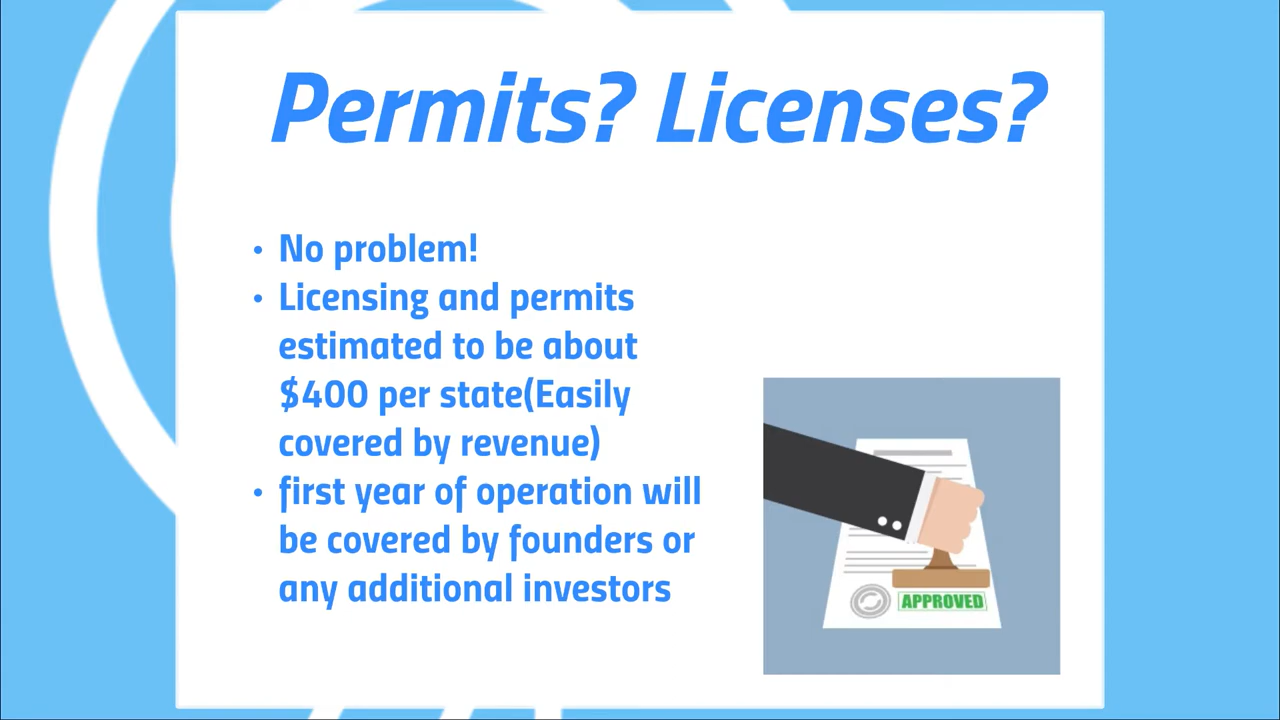 Permits? Licenses?
• No problem!
• Licensing and permits
estimated to be about
$400 per state(Easily
covered by revenue)
• first year of operation will
be covered by founders or
any additional investors
APPROVED